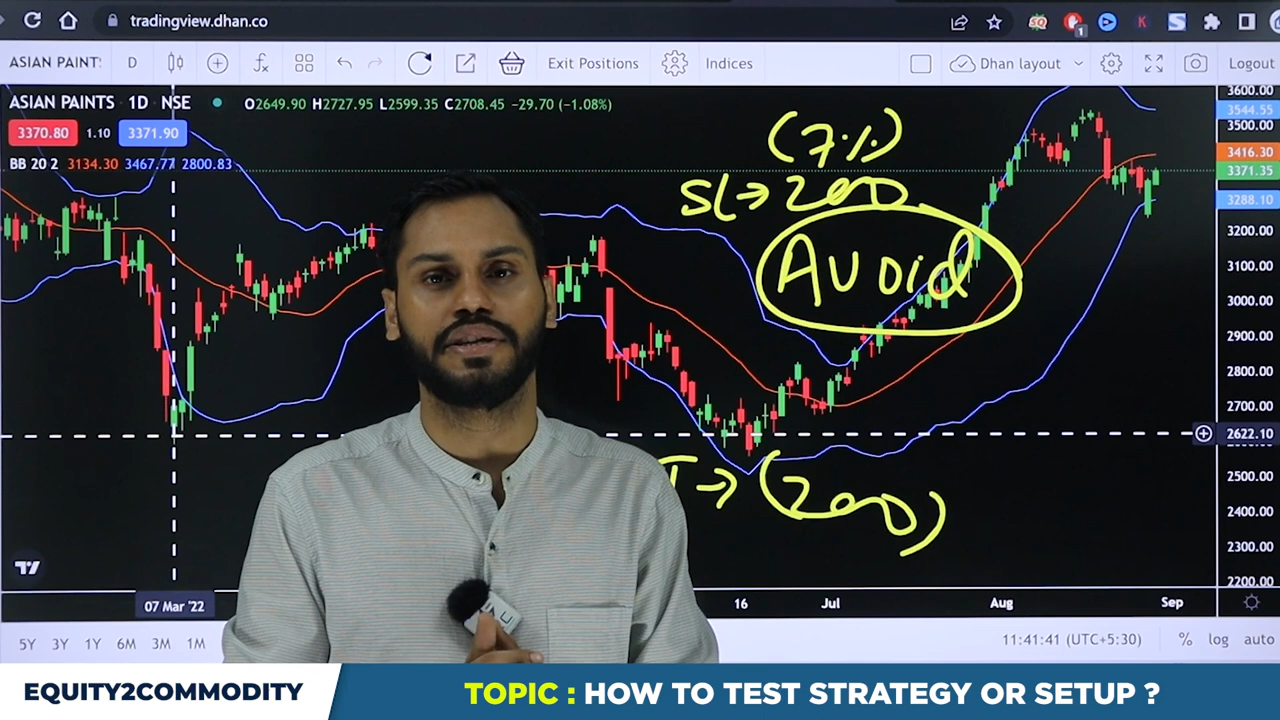 tradingview.dhan.co
SQ 1 K S
ASIAN PAINT: D fx Exit Positions Indices Dhan layout Logout
ASIAN PAINTS · 1D · NSE O2649.90 H2727.95 L2599.35 C2708.45 −29.70 (−1.08%)
3370.80 1.10 3371.90
BB 20 2 3134.30 3467.77 2800.83
(7%)
SL→
Avoid
T→
3600.00
3544.55
3500.00
3416.30
3371.35
3288.10
3200.00
3100.00
3000.00
2900.00
2800.00
2700.00
2622.10
2500.00
2400.00
2300.00
2200.00
07 Mar '22 16 Jul Aug Sep
5Y 3Y 1Y 6M 3M 1M 11:41:41 (UTC+5:30) % log auto
EQUITY2COMMODITY TOPIC : HOW TO TEST STRATEGY OR SETUP ?